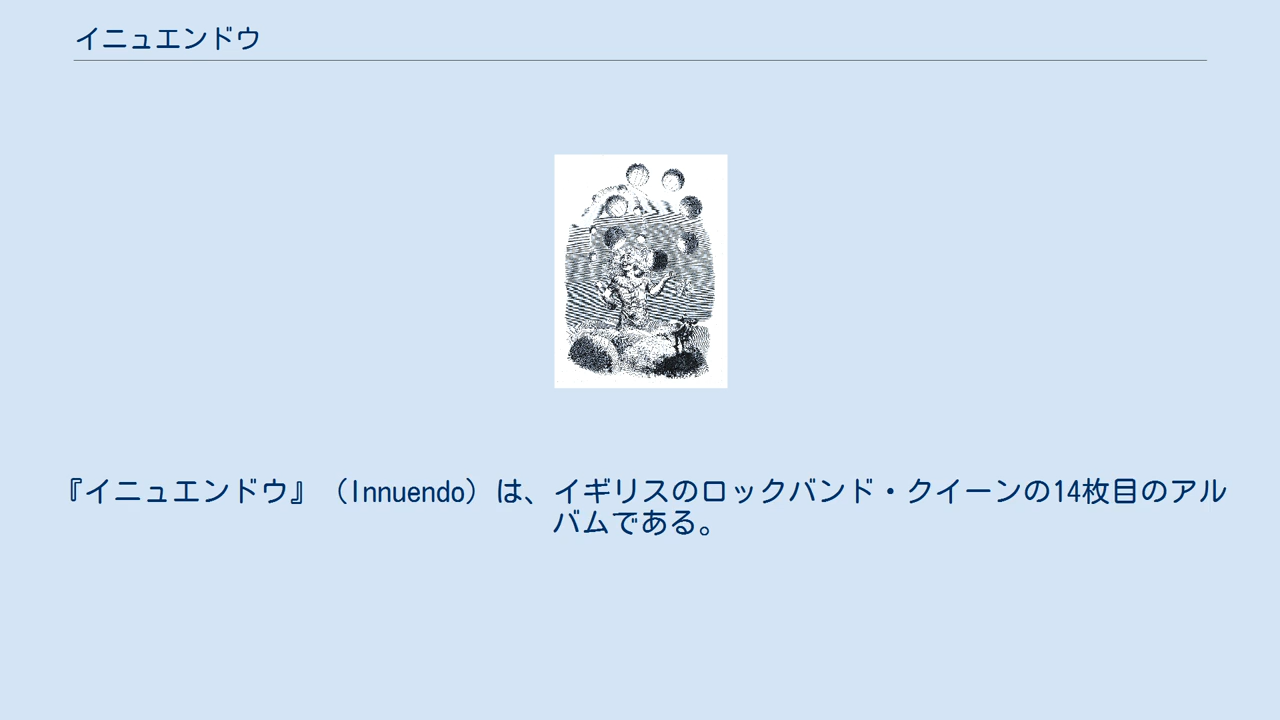 イニュエンドウ
『イニュエンドウ』（Innuendo）は、イギリスのロックバンド・クイーンの14枚目のアル
バムである。